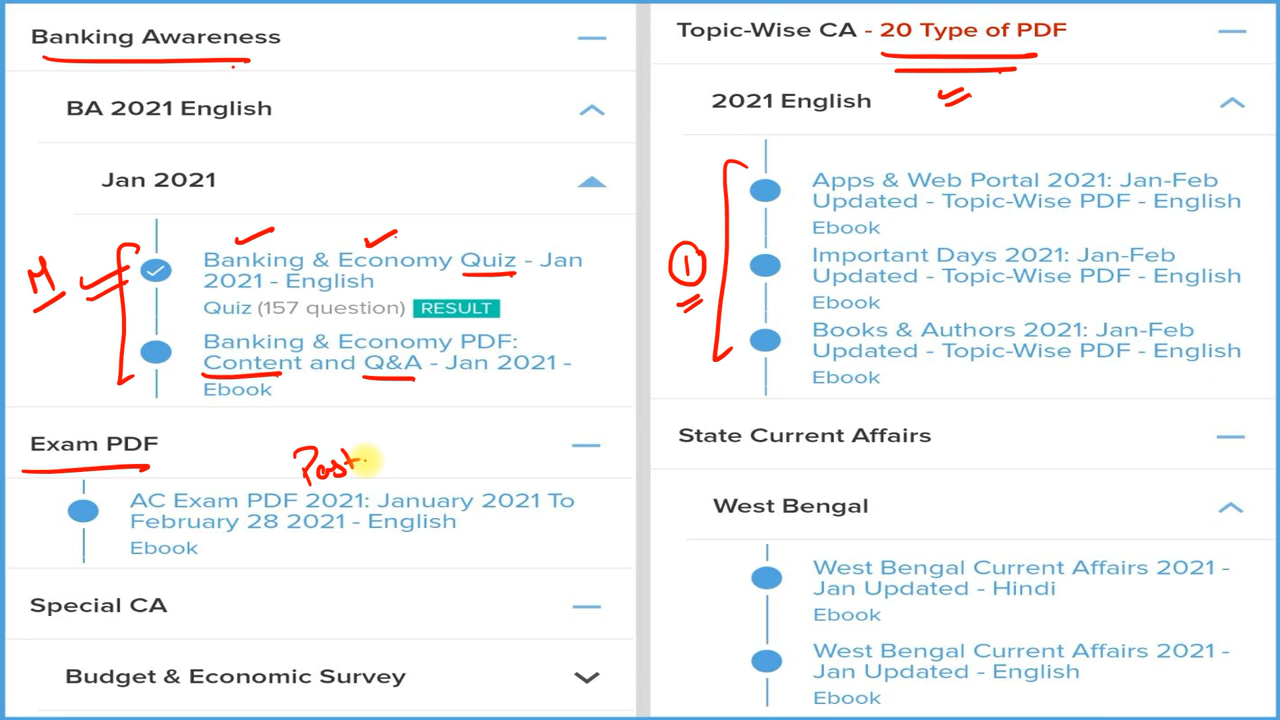 Banking Awareness
BA 2021 English
Jan 2021
M
Banking & Economy Quiz - Jan
2021 - English
Quiz (157 question) RESULT
Banking & Economy PDF:
Content and Q&A - Jan 2021 -
Ebook
Exam PDF
Past
AC Exam PDF 2021: January 2021 To
February 28 2021 - English
Ebook
Special CA
Budget & Economic Survey
Topic-Wise CA - 20 Type of PDF
2021 English
1
Apps & Web Portal 2021: Jan-Feb
Updated - Topic-Wise PDF - English
Ebook
Important Days 2021: Jan-Feb
Updated - Topic-Wise PDF - English
Ebook
Books & Authors 2021: Jan-Feb
Updated - Topic-Wise PDF - English
Ebook
State Current Affairs
West Bengal
West Bengal Current Affairs 2021 -
Jan Updated - Hindi
Ebook
West Bengal Current Affairs 2021 -
Jan Updated - English
Ebook